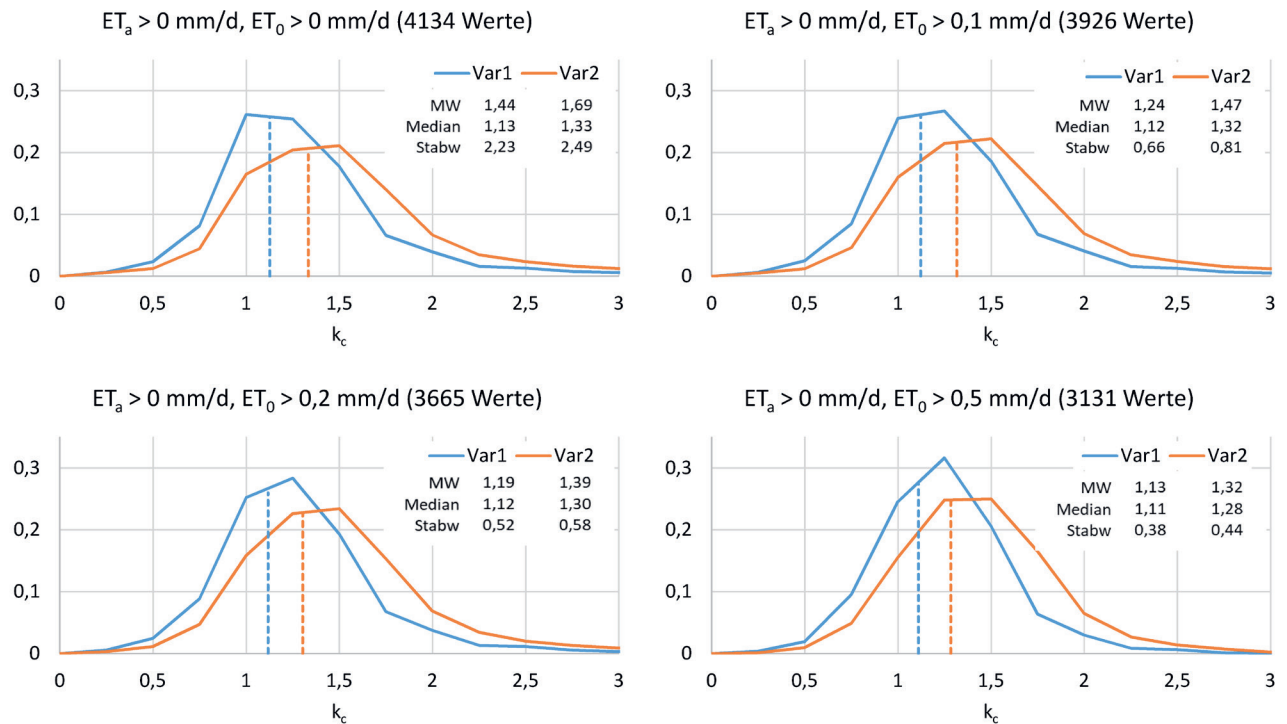 ETₐ > 0 mm/d, ET₀ > 0 mm/d (4134 Werte)
Var1 Var2
MW 1,44 1,69
Median 1,13 1,33
Stabw 2,23 2,49
0,3
0,2
0,1
0
0 0,5 1 1,5 2 2,5 3
k_c
ETₐ > 0 mm/d, ET₀ > 0,1 mm/d (3926 Werte)
Var1 Var2
MW 1,24 1,47
Median 1,12 1,32
Stabw 0,66 0,81
0,3
0,2
0,1
0
0 0,5 1 1,5 2 2,5 3
k_c
ETₐ > 0 mm/d, ET₀ > 0,2 mm/d (3665 Werte)
Var1 Var2
MW 1,19 1,39
Median 1,12 1,30
Stabw 0,52 0,58
0,3
0,2
0,1
0
0 0,5 1 1,5 2 2,5 3
k_c
ETₐ > 0 mm/d, ET₀ > 0,5 mm/d (3131 Werte)
Var1 Var2
MW 1,13 1,32
Median 1,11 1,28
Stabw 0,38 0,44
0,3
0,2
0,1
0
0 0,5 1 1,5 2 2,5 3
k_c